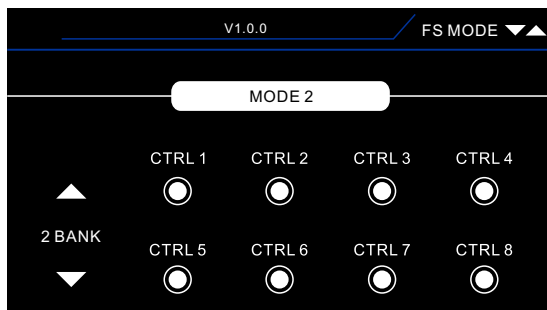 V1.0.0
FS MODE
MODE 2
CTRL 1 CTRL 2 CTRL 3 CTRL 4
2 BANK
CTRL 5 CTRL 6 CTRL 7 CTRL 8